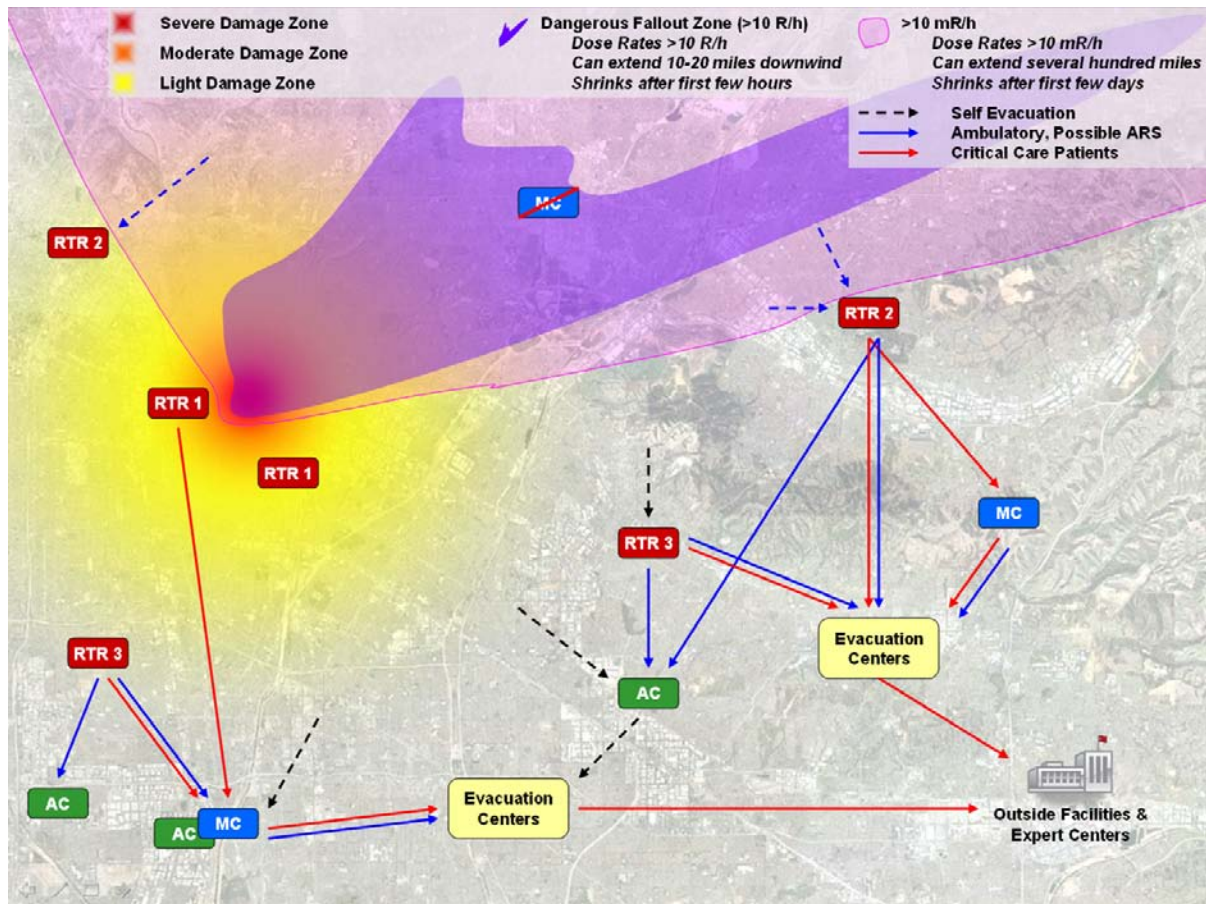 Severe Damage Zone
Moderate Damage Zone
Light Damage Zone
Dangerous Fallout Zone (>10 R/h)
Dose Rates >10 R/h
Can extend 10-20 miles downwind
Shrinks after first few hours
>10 mR/h
Dose Rates >10 mR/h
Can extend several hundred miles
Shrinks after first few days
Self Evacuation
Ambulatory, Possible ARS
Critical Care Patients
MC
RTR 2
RTR 2
RTR 1
RTR 1
MC
RTR 3
Evacuation
Centers
RTR 3
AC
AC
AC
MC
Evacuation
Centers
Outside Facilities &
Expert Centers